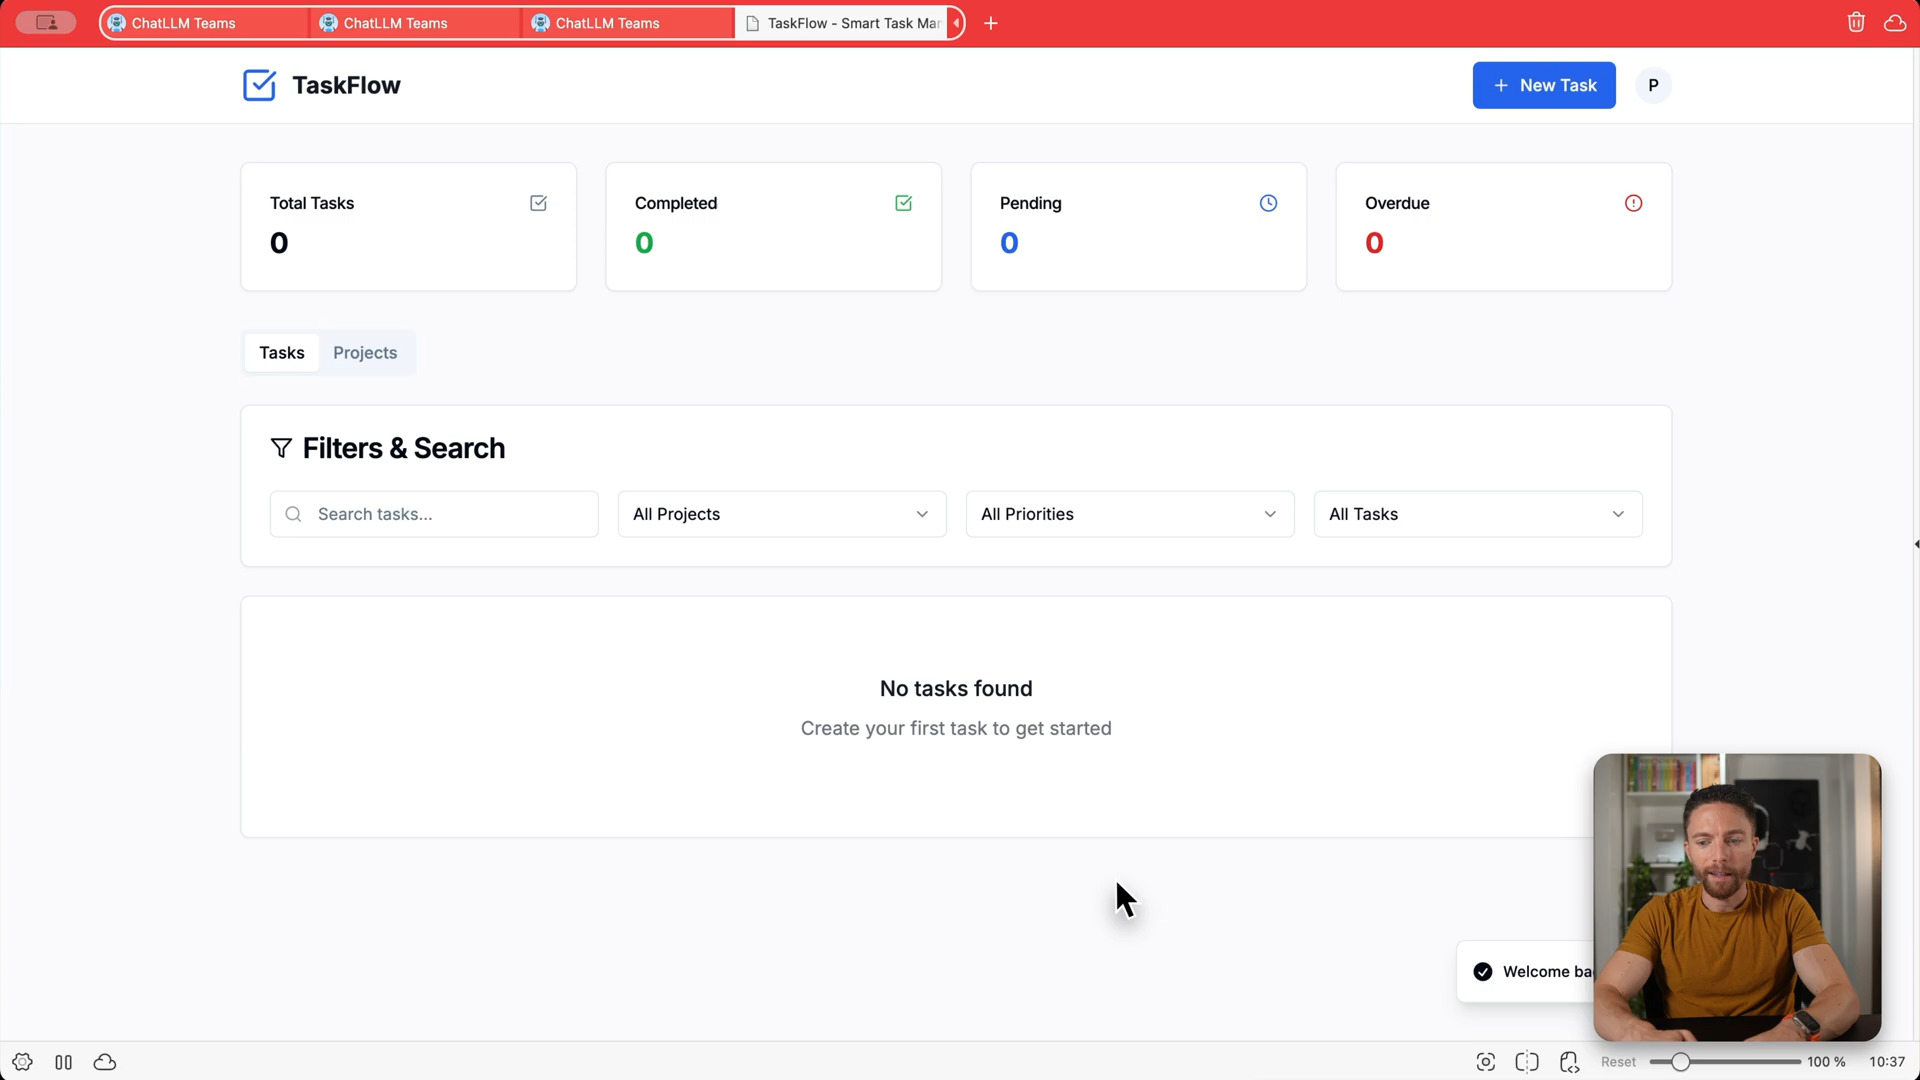 ChatLLM Teams
ChatLLM Teams
ChatLLM Teams
TaskFlow - Smart Task Mar
TaskFlow
New Task
P
Total Tasks
0
Completed
0
Pending
0
Overdue
0
Tasks
Projects
Filters & Search
Search tasks...
All Projects
All Priorities
All Tasks
No tasks found
Create your first task to get started
Welcome ba
Reset
100 %
10:37